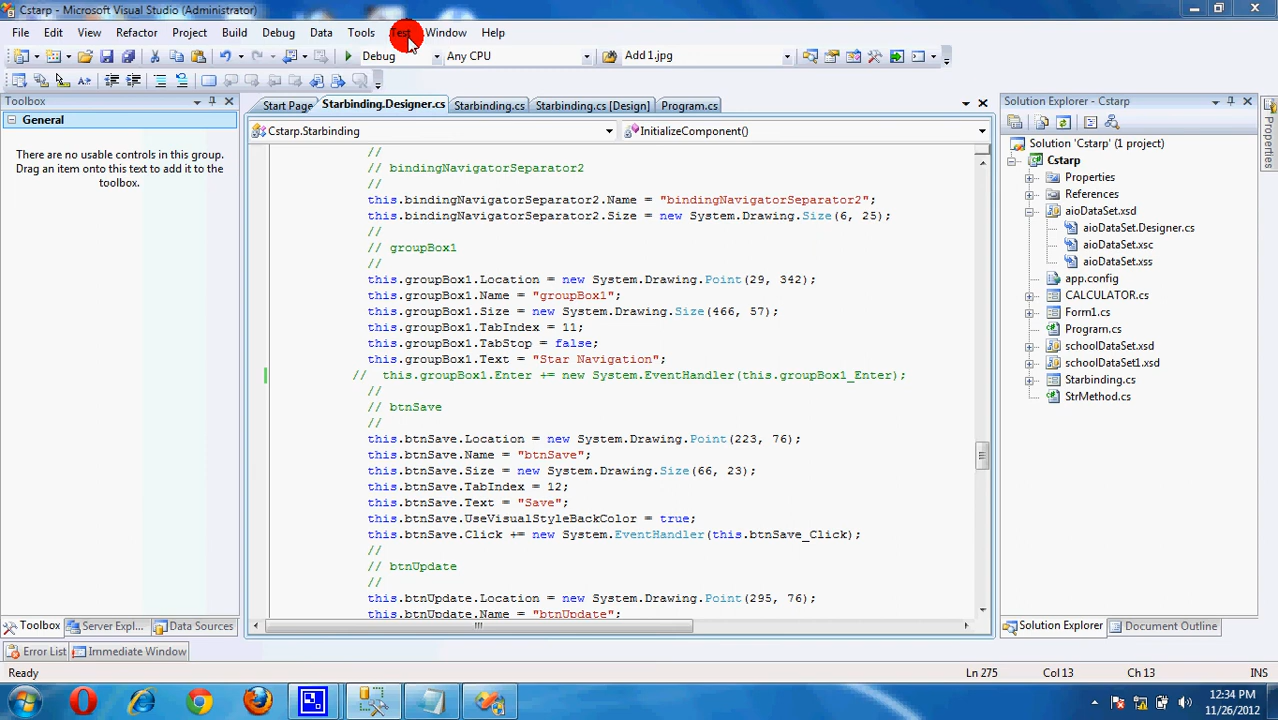 Cstarp - Microsoft Visual Studio (Administrator)
File Edit View Refactor Project Build Debug Data Tools Test Window Help
Debug Any CPU Add 1.jpg
Toolbox
General
There are no usable controls in this group.
Drag an item onto this text to add it to the
toolbox.
Start Page Starbinding.Designer.cs Starbinding.cs Starbinding.cs [Design] Program.cs
Cstarp.Starbinding InitializeComponent()
//
// bindingNavigatorSeparator2
//
this.bindingNavigatorSeparator2.Name = "bindingNavigatorSeparator2";
this.bindingNavigatorSeparator2.Size = new System.Drawing.Size(6, 25);
//
// groupBox1
//
this.groupBox1.Location = new System.Drawing.Point(29, 342);
this.groupBox1.Name = "groupBox1";
this.groupBox1.Size = new System.Drawing.Size(466, 57);
this.groupBox1.TabIndex = 11;
this.groupBox1.TabStop = false;
this.groupBox1.Text = "Star Navigation";
// this.groupBox1.Enter += new System.EventHandler(this.groupBox1_Enter);
//
// btnSave
//
this.btnSave.Location = new System.Drawing.Point(223, 76);
this.btnSave.Name = "btnSave";
this.btnSave.Size = new System.Drawing.Size(66, 23);
this.btnSave.TabIndex = 12;
this.btnSave.Text = "Save";
this.btnSave.UseVisualStyleBackColor = true;
this.btnSave.Click += new System.EventHandler(this.btnSave_Click);
//
// btnUpdate
//
this.btnUpdate.Location = new System.Drawing.Point(295, 76);
this.btnUpdate.Name = "btnUpdate";
Solution Explorer - Cstarp
Solution 'Cstarp' (1 project)
Cstarp
Properties
References
aioDataSet.xsd
aioDataSet.Designer.cs
aioDataSet.xsc
aioDataSet.xss
app.config
CALCULATOR.cs
Form1.cs
Program.cs
schoolDataSet.xsd
schoolDataSet1.xsd
Starbinding.cs
StrMethod.cs
Properties
Toolbox Server Expl... Data Sources
Solution Explorer Document Outline
Error List Immediate Window
Ready Ln 275 Col 13 Ch 13 INS
12:34 PM
11/26/2012